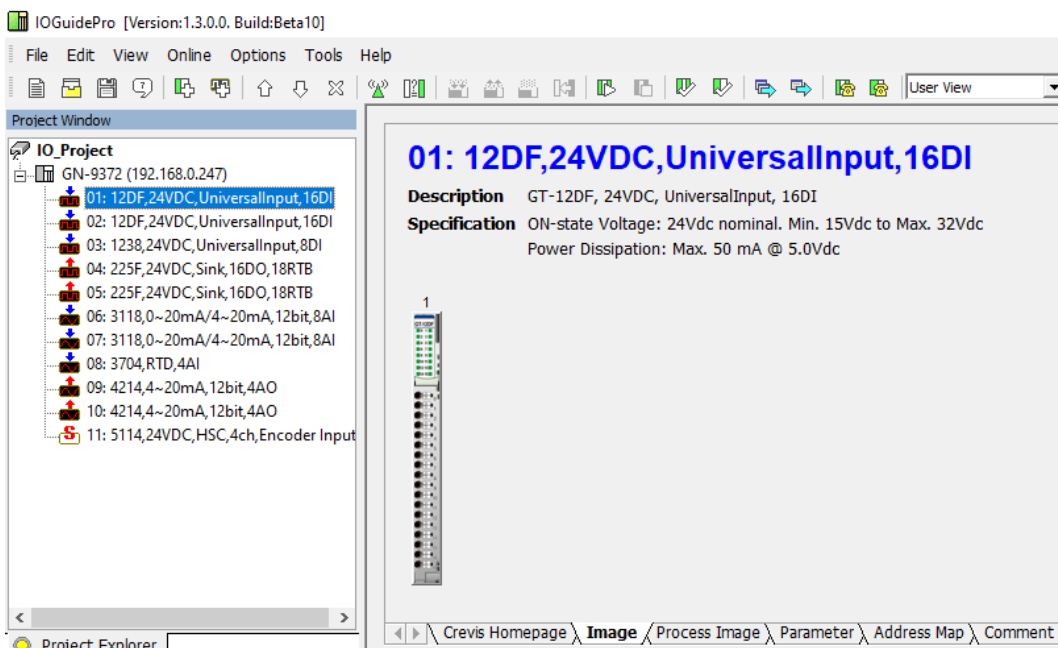 IOGuidePro [Version:1.3.0.0. Build:Beta10]
File Edit View Online Options Tools Help
User View
Project Window
IO_Project
GN-9372 (192.168.0.247)
01: 12DF,24VDC,UniversalInput,16DI
02: 12DF,24VDC,UniversalInput,16DI
03: 1238,24VDC,UniversalInput,8DI
04: 225F,24VDC,Sink,16DO,18RTB
05: 225F,24VDC,Sink,16DO,18RTB
06: 3118,0~20mA/4~20mA,12bit,8AI
07: 3118,0~20mA/4~20mA,12bit,8AI
08: 3704,RTD,4AI
09: 4214,4~20mA,12bit,4AO
10: 4214,4~20mA,12bit,4AO
11: 5114,24VDC,HSC,4ch,Encoder Input
Project Explorer
01: 12DF,24VDC,UniversalInput,16DI
Description GT-12DF, 24VDC, UniversalInput, 16DI
Specification ON-state Voltage: 24Vdc nominal. Min. 15Vdc to Max. 32Vdc
Power Dissipation: Max. 50 mA @ 5.0Vdc
1
GT-12DF
Crevis Homepage Image Process Image Parameter Address Map Comment